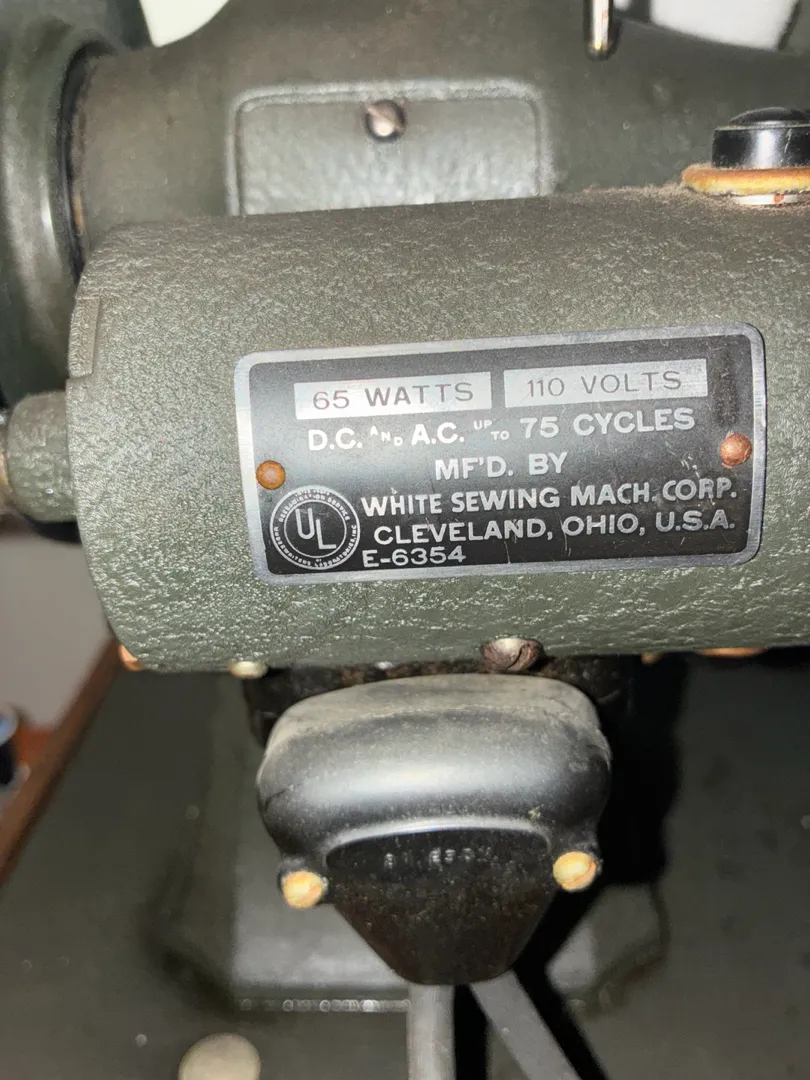 65 WATTS 110 VOLTS
D.C. AND A.C. UP TO 75 CYCLES
MF'D. BY
WHITE SEWING MACH. CORP.
CLEVELAND, OHIO, U.S.A.
UL
E-6354